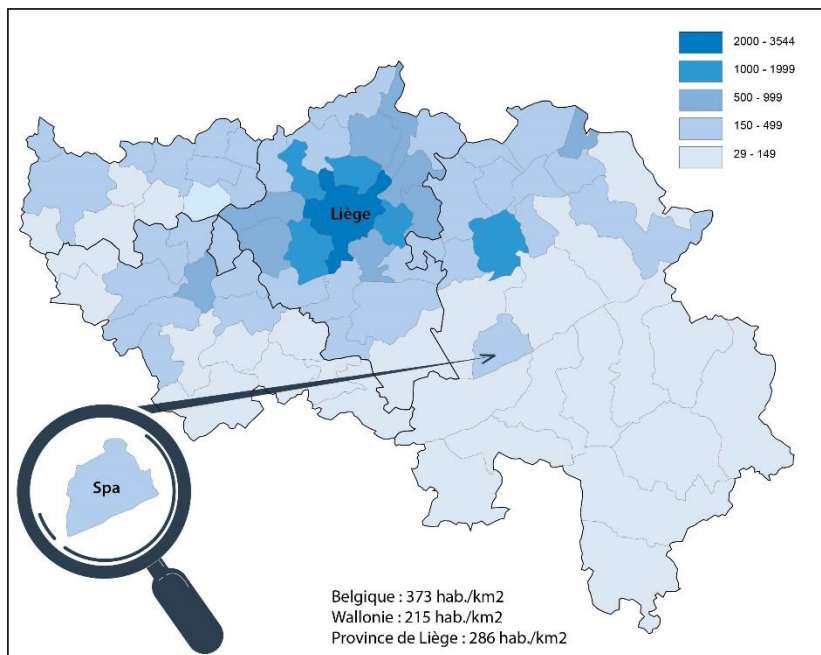 2000 - 3544
1000 - 1999
500 - 999
150 - 499
29 - 149
Liège
Spa
Belgique : 373 hab./km2
Wallonie : 215 hab./km2
Province de Liège : 286 hab./km2